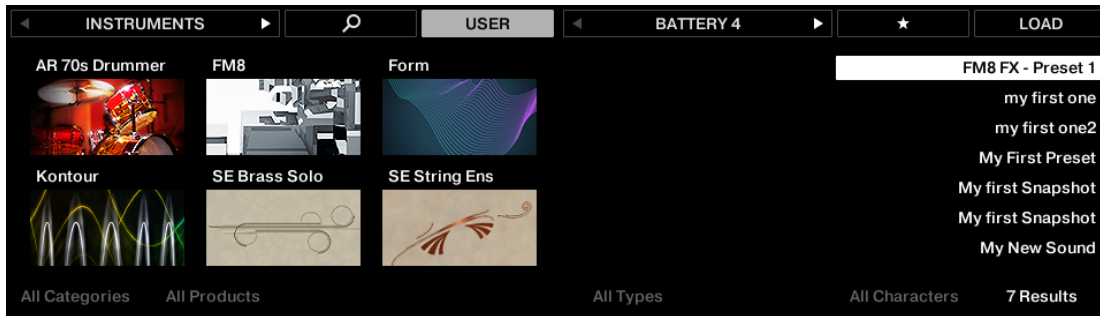 INSTRUMENTS
USER
BATTERY 4
LOAD
AR 70s Drummer
FM8
Form
Kontour
SE Brass Solo
SE String Ens
FM8 FX - Preset 1
my first one
my first one2
My First Preset
My first Snapshot
My first Snapshot
My New Sound
All Categories
All Products
All Types
All Characters
7 Results